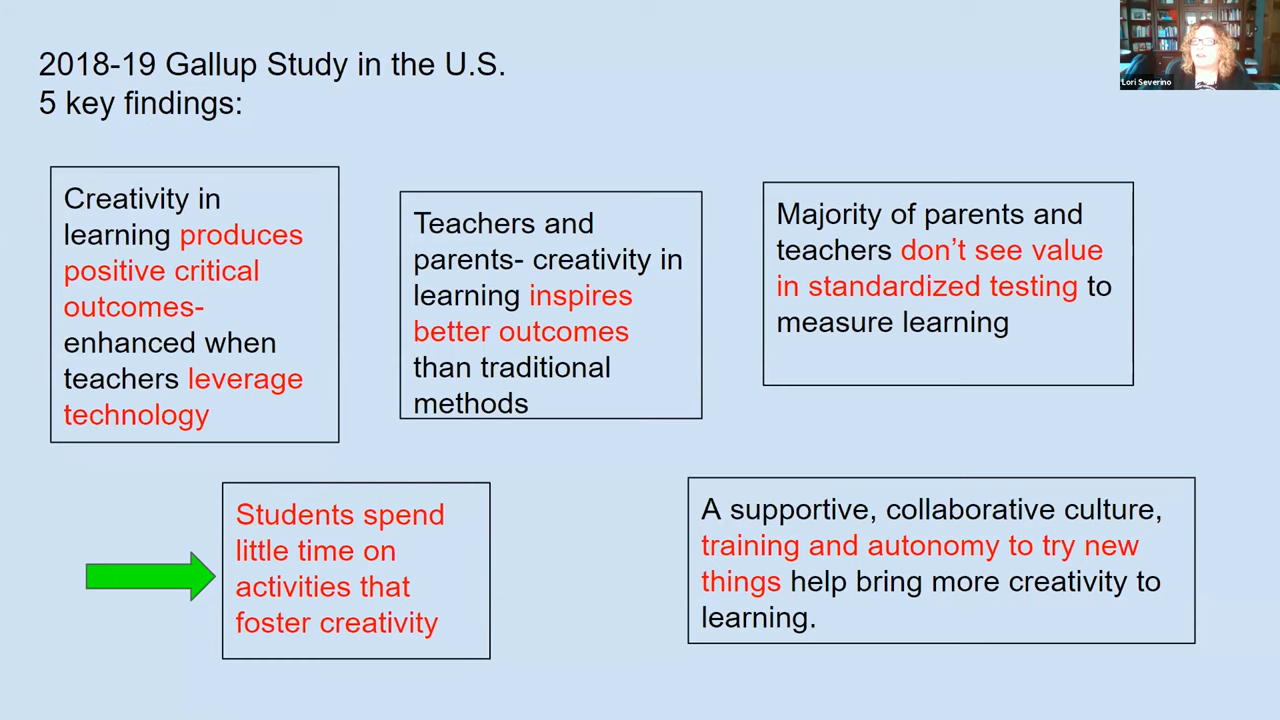 2018-19 Gallup Study in the U.S.
5 key findings:
Lori Severino
Creativity in
learning produces
positive critical
outcomes-
enhanced when
teachers leverage
technology
Teachers and
parents- creativity in
learning inspires
better outcomes
than traditional
methods
Majority of parents and
teachers don’t see value
in standardized testing to
measure learning
Students spend
little time on
activities that
foster creativity
A supportive, collaborative culture,
training and autonomy to try new
things help bring more creativity to
learning.